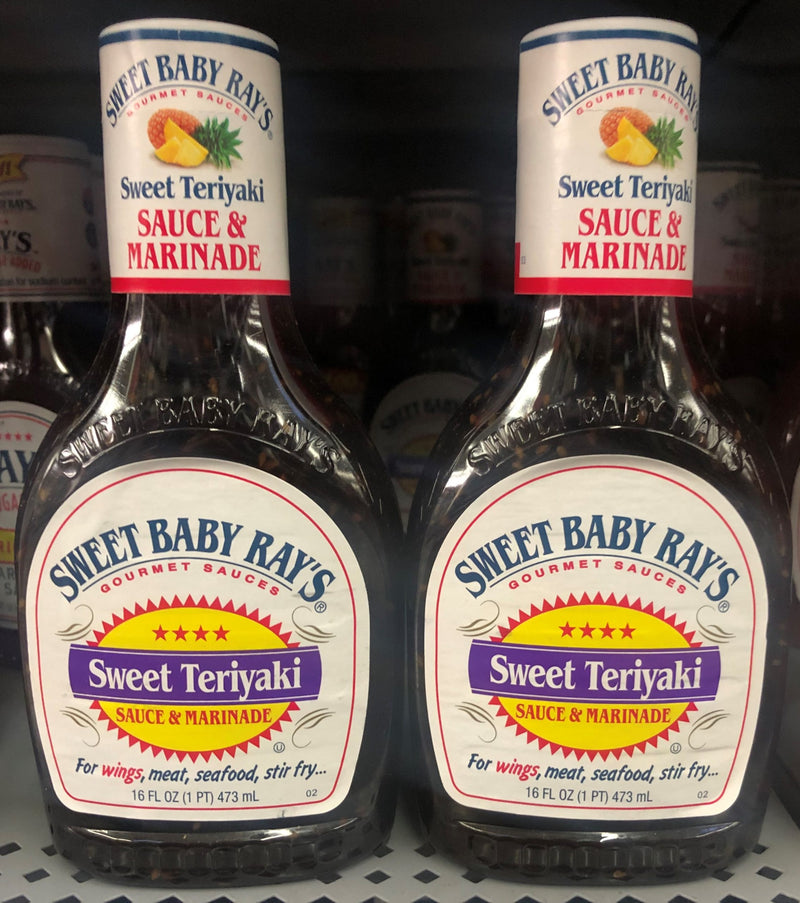 SWEET BABY RAY'S®
GOURMET SAUCES
Sweet Teriyaki
SAUCE &
MARINADE
SWEET BABY RAY'S
SWEET BABY RAY'S®
GOURMET SAUCES
Sweet Teriyaki
SAUCE & MARINADE
For wings, meat, seafood, stir fry...
16 FL OZ (1 PT) 473 mL
02
SWEET BABY RAY'S
GOURMET SAUCES
Sweet Teriyaki
SAUCE &
MARINADE
SWEET BABY RAY'S
SWEET BABY RAY'S®
GOURMET SAUCES
Sweet Teriyaki
SAUCE & MARINADE
For wings, meat, seafood, stir fry...
16 FL OZ (1 PT) 473 mL
02
Y'S
AY